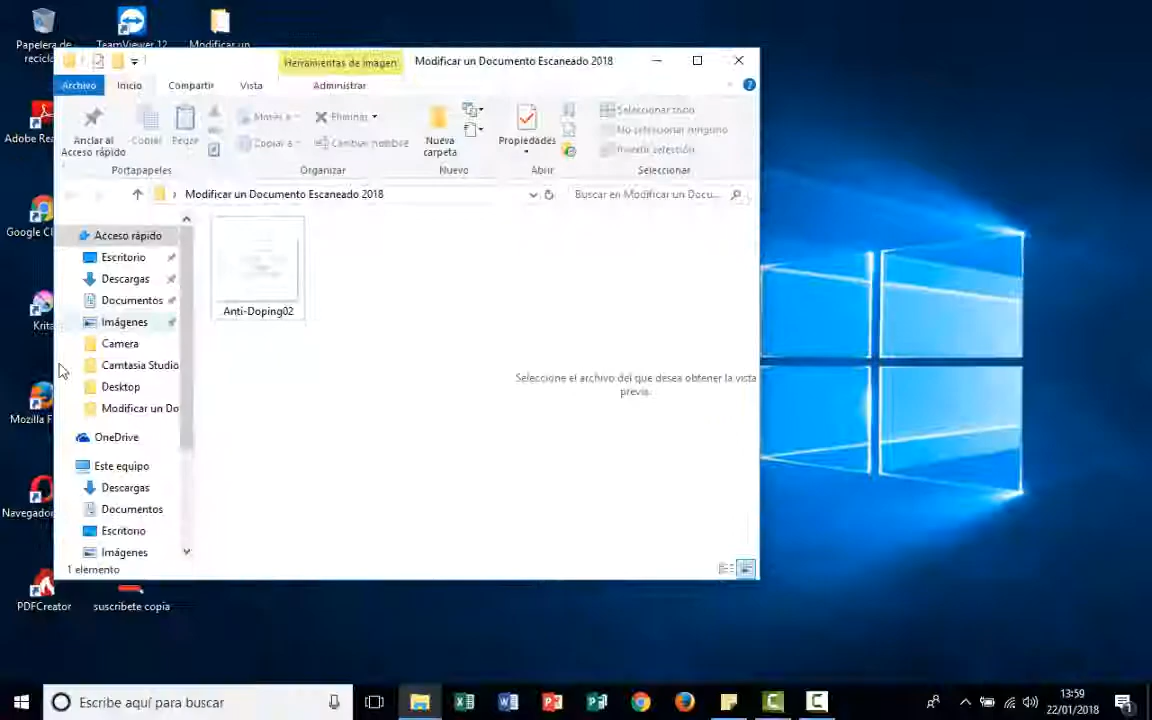 Papelera de
recicla
TeamViewer 12
Modificar un
Herramientas de imagen
Modificar un Documento Escaneado 2018
Archivo
Inicio
Compartir
Vista
Administrar
Anclar al
Acceso rápido
Copiar
Pegar
Mover a
Copiar a
Eliminar
Cambiar nombre
Nueva
carpeta
Propiedades
Seleccionar todo
No seleccionar ninguno
Invertir selección
Portapapeles
Organizar
Nuevo
Abrir
Seleccionar
Modificar un Documento Escaneado 2018
Buscar en Modificar un Docu...
Acceso rápido
Escritorio
Descargas
Documentos
Imágenes
Camera
Camtasia Studio
Desktop
Modificar un Do
OneDrive
Este equipo
Descargas
Documentos
Escritorio
Imágenes
Anti-Doping02
Seleccione el archivo del que desea obtener la vista
previa.
1 elemento
Adobe Rea
Google Cl
Krita
Mozilla F
Navegador
PDFCreator
suscribete copia
Escribe aquí para buscar
13:59
22/01/2018
1